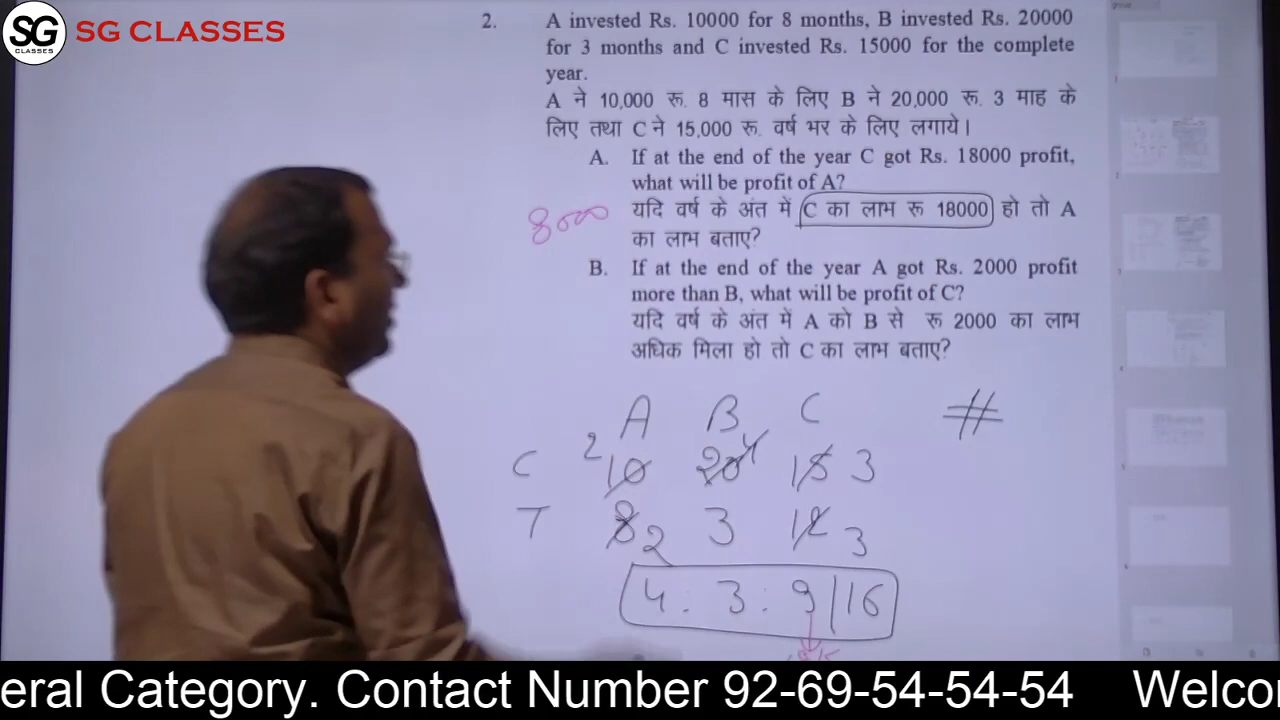 SG SG CLASSES
CLASSES
2. A invested Rs. 10000 for 8 months, B invested Rs. 20000
for 3 months and C invested Rs. 15000 for the complete
year.
A ने 10,000 रू. 8 मास के लिए B ने 20,000 रू. 3 माह के
लिए तथा C ने 15,000 रू. वर्ष भर के लिए लगाये।
A. If at the end of the year C got Rs. 18000 profit,
what will be profit of A?
यदि वर्ष के अंत में C का लाभ रू 18000 हो तो A
का लाभ बताए?
8000
B. If at the end of the year A got Rs. 2000 profit
more than B, what will be profit of C?
यदि वर्ष के अंत में A को B से रू 2000 का लाभ
अधिक मिला हो तो C का लाभ बताए?
A B C #
C 2 10 20 4 15 3
T 8 2 3 12 3
4 : 3 : 9 | 16
eral Category. Contact Number 92-69-54-54-54 Welco